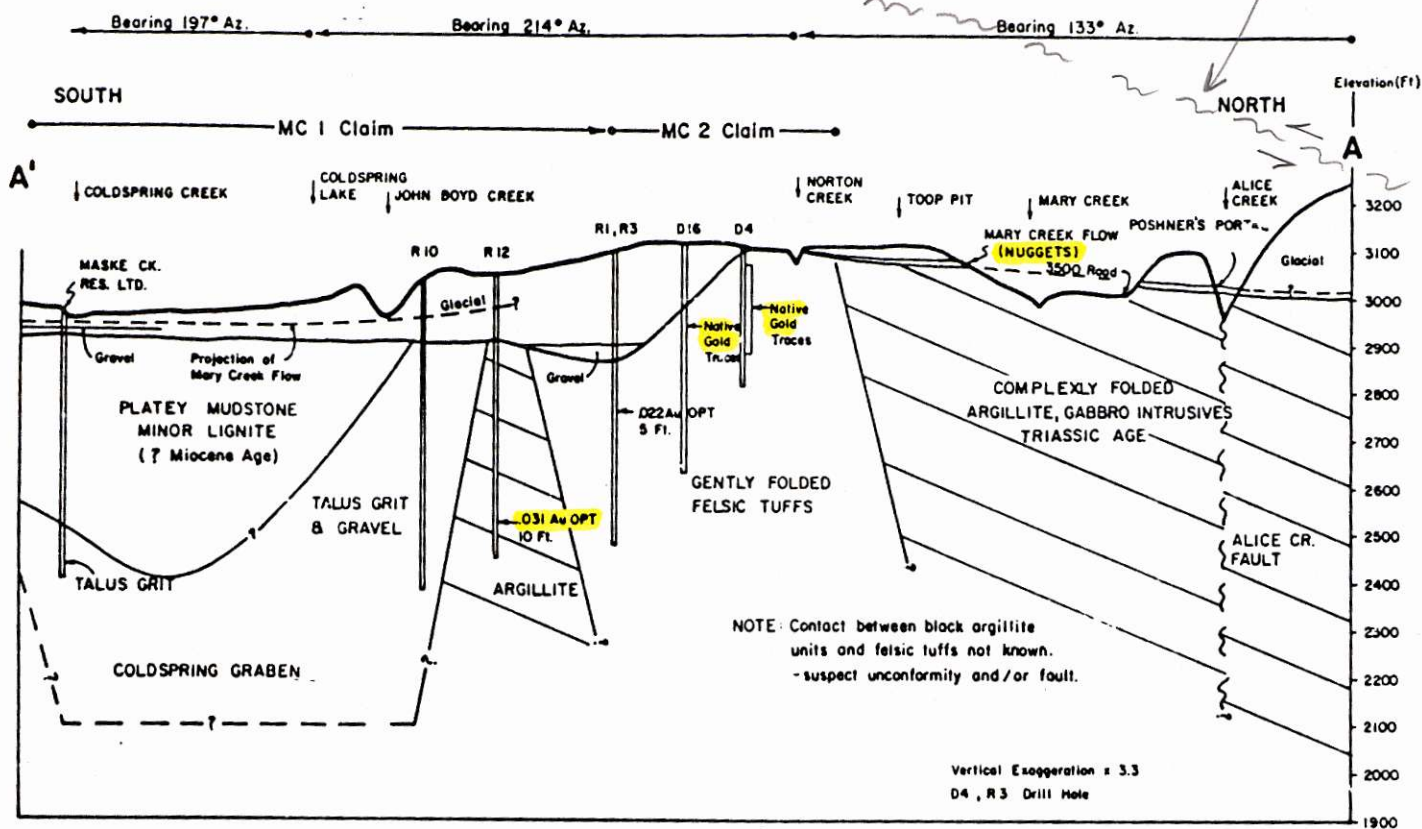 Bearing 197° Az.
Bearing 214° Az.
Bearing 133° Az.
Elevation (Ft)
SOUTH
NORTH
MC 1 Claim
MC 2 Claim
A'
A
COLDSPRING CREEK
COLDSPRING
LAKE
JOHN BOYD CREEK
NORTON
CREEK
TOOP PIT
MARY CREEK
ALICE
CREEK
MARY CREEK FLOW
(NUGGETS)
POSHNER'S
3500 Road
Glacial
?
R1, R3
D16
D4
R10
R12
MASKE CK.
RES. LTD.
Glacial ?
Gravel
Projection of
Mary Creek Flow
Gravel
Native
Gold
Traces
Native
Gold
Traces
PLATEY MUDSTONE
MINOR LIGNITE
(? Miocene Age)
.022 Au OPT
5 Ft.
COMPLEXLY FOLDED
ARGILLITE, GABBRO INTRUSIVES
TRIASSIC AGE
TALUS GRIT
& GRAVEL
?
GENTLY FOLDED
FELSIC TUFFS
.031 Au OPT
10 Ft.
ALICE CR.
FAULT
TALUS GRIT
ARGILLITE
NOTE: Contact between black argillite
units and felsic tuffs not known.
- suspect unconformity and/or fault.
COLDSPRING GRABEN
?
?
Vertical Exaggeration x 3.3
D4, R3 Drill Hole
3200
3100
3000
2900
2800
2700
2600
2500
2400
2300
2200
2100
2000
1900